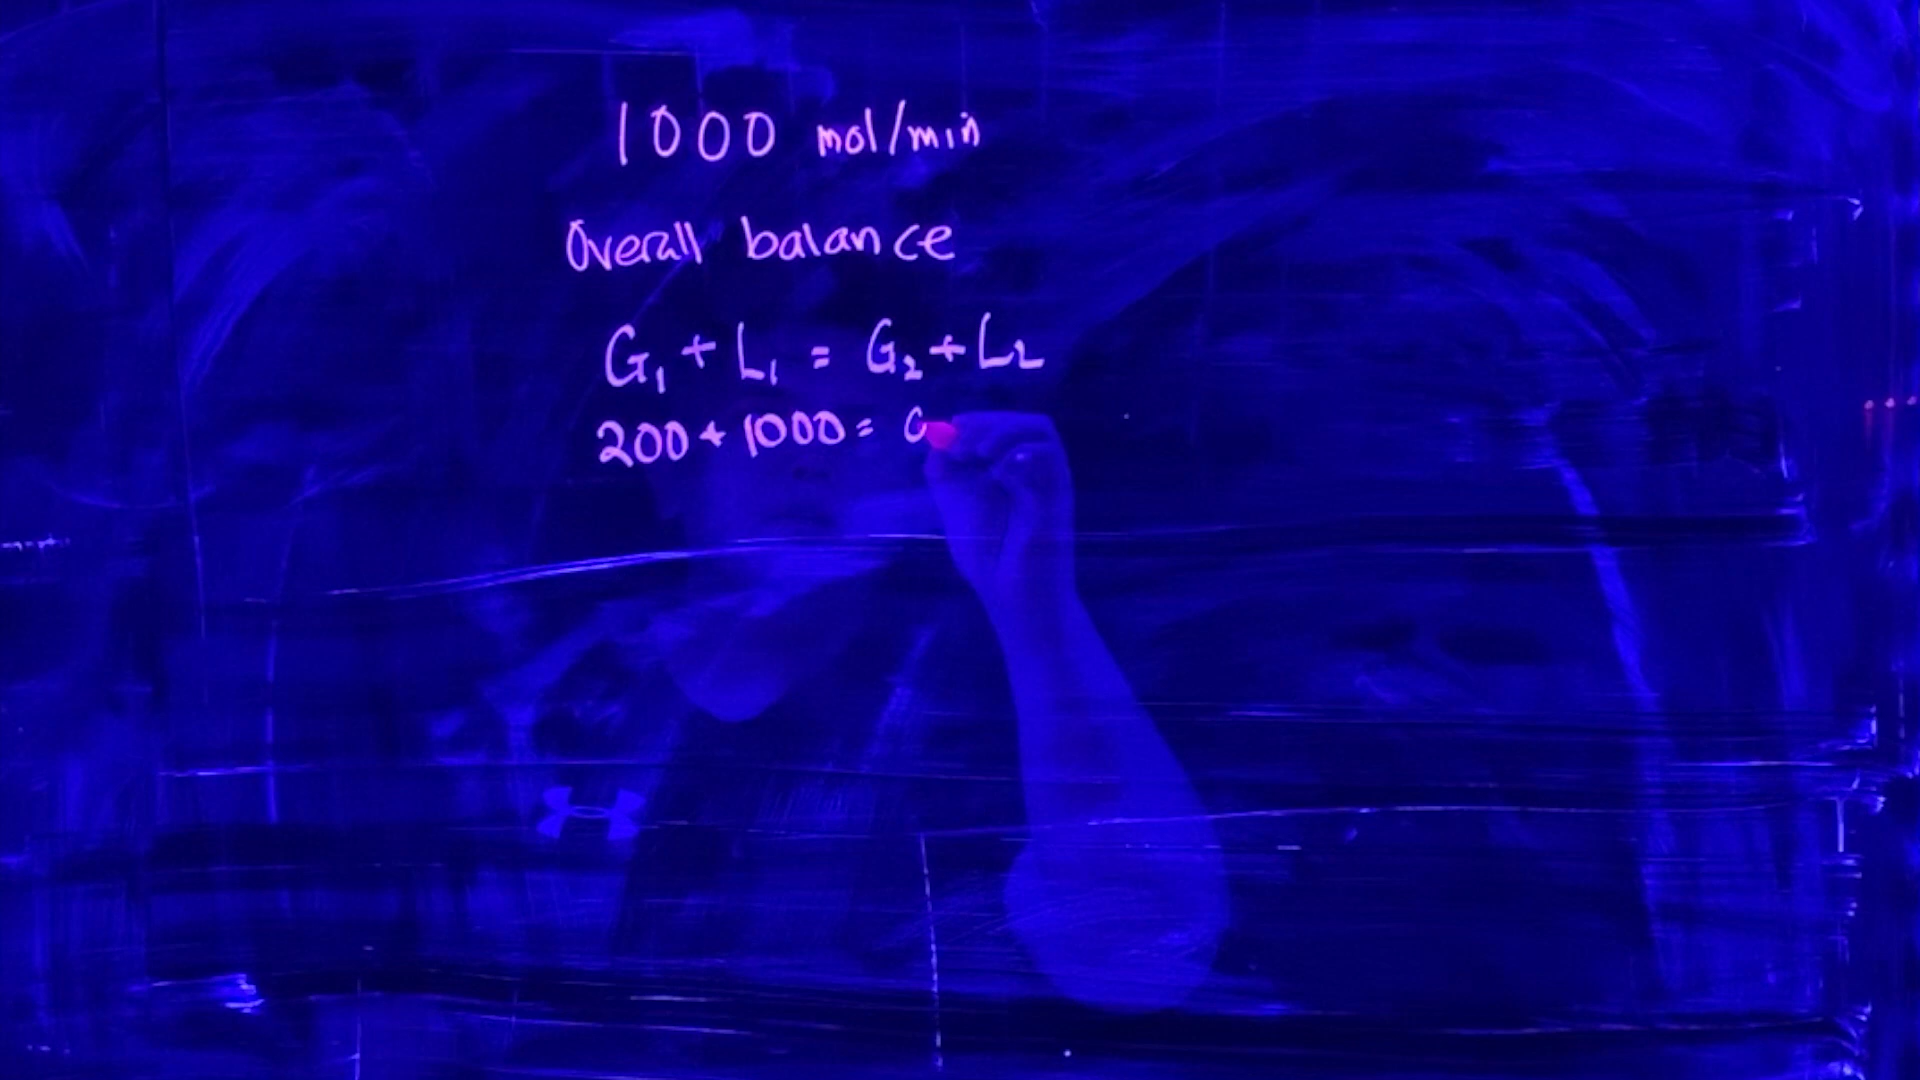 1000 mol/min
Overall balance
G₁ + L₁ = G₂ + L₂
200 + 1000 =